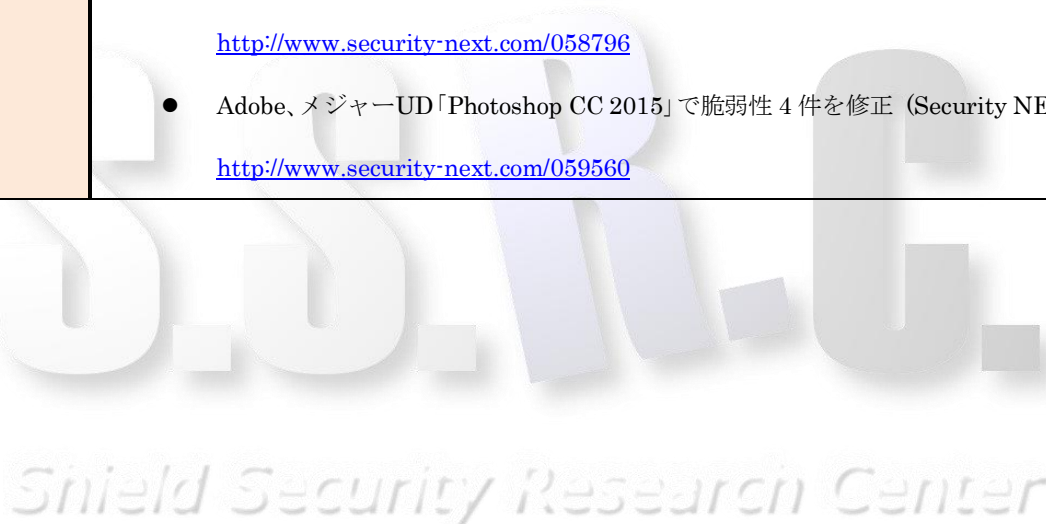 http://www.security-next.com/058796
● Adobe、メジャーUD「Photoshop CC 2015」で脆弱性 4 件を修正 (Security NE
http://www.security-next.com/059560
S.S.R.C.
Shield Security Research Center